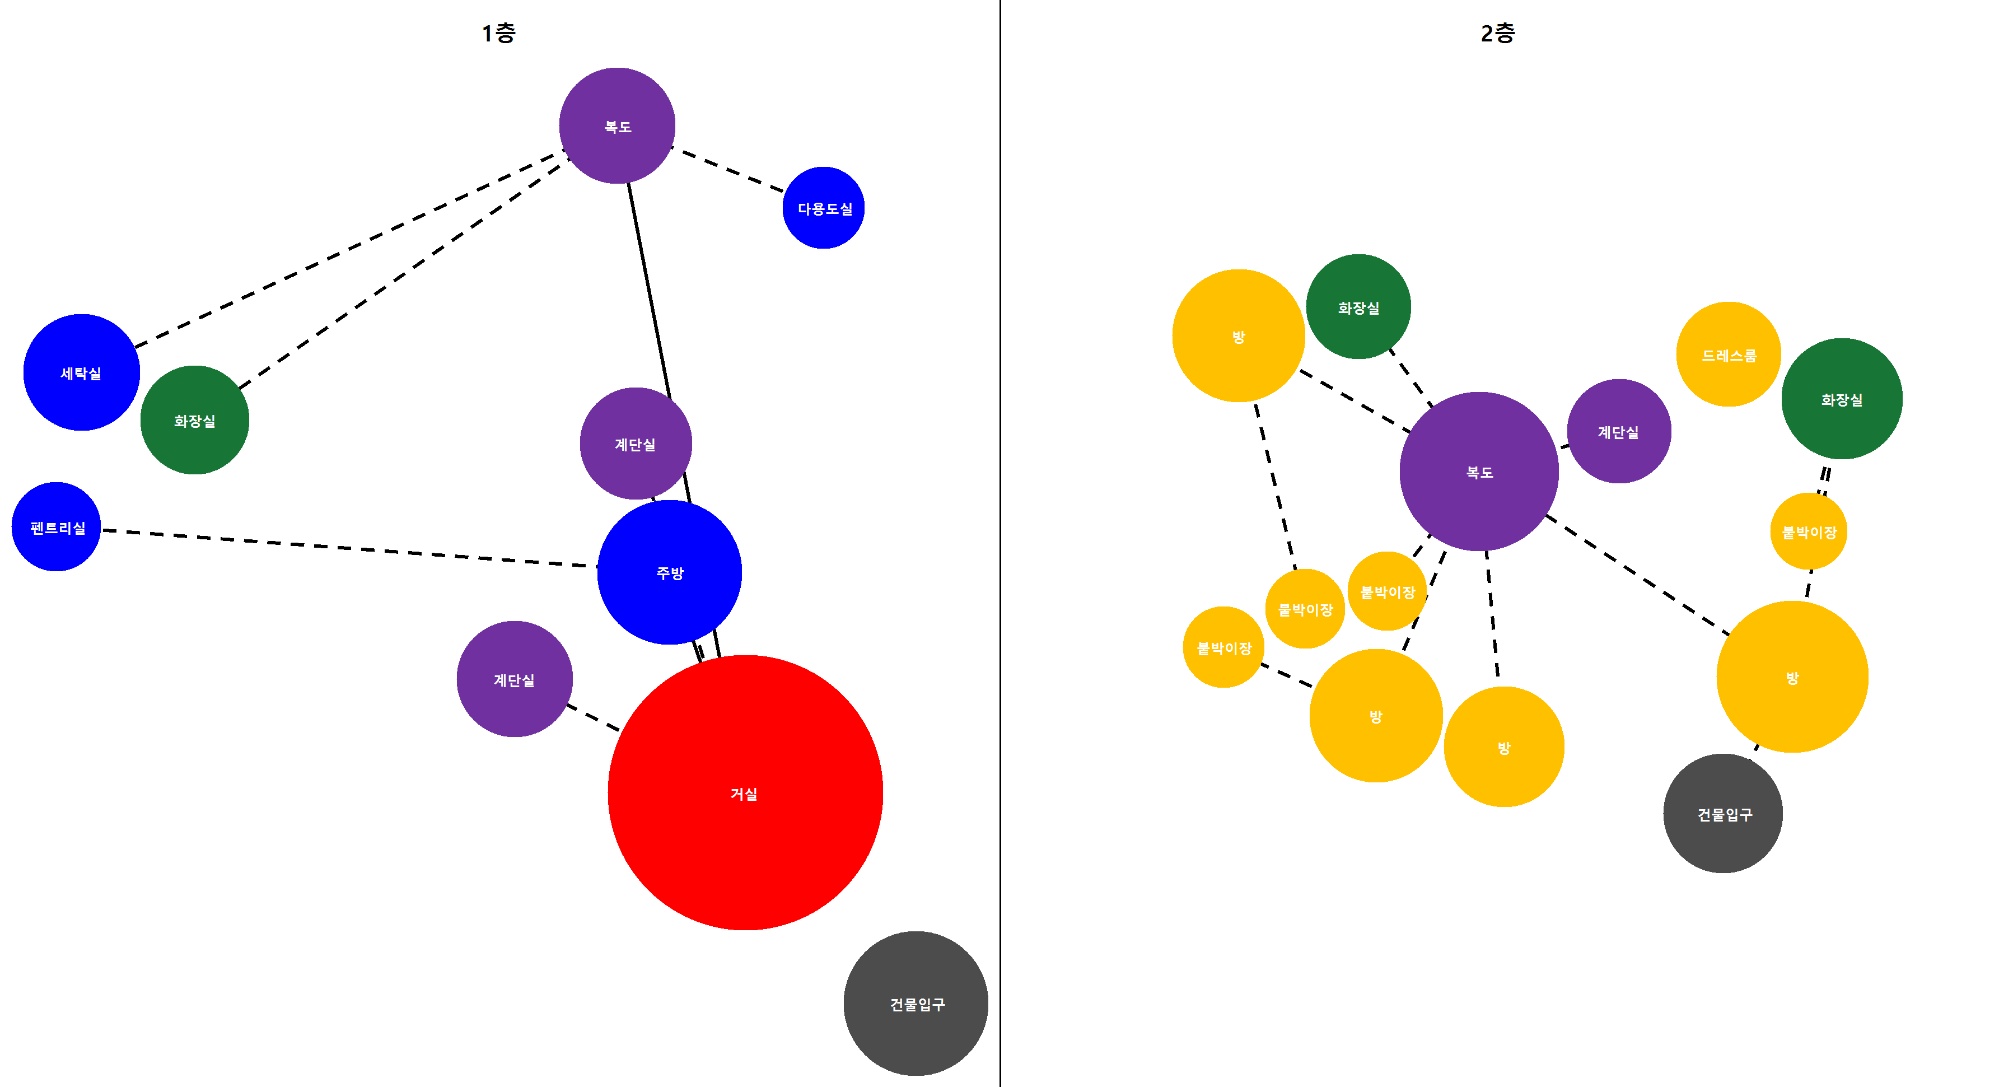 1층
복도
다용도실
세탁실
화장실
계단실
펜트리실
주방
계단실
거실
건물입구
2층
화장실
방
드레스룸
화장실
계단실
복도
붙박이장
붙박이장
붙박이장
붙박이장
방
방
방
건물입구